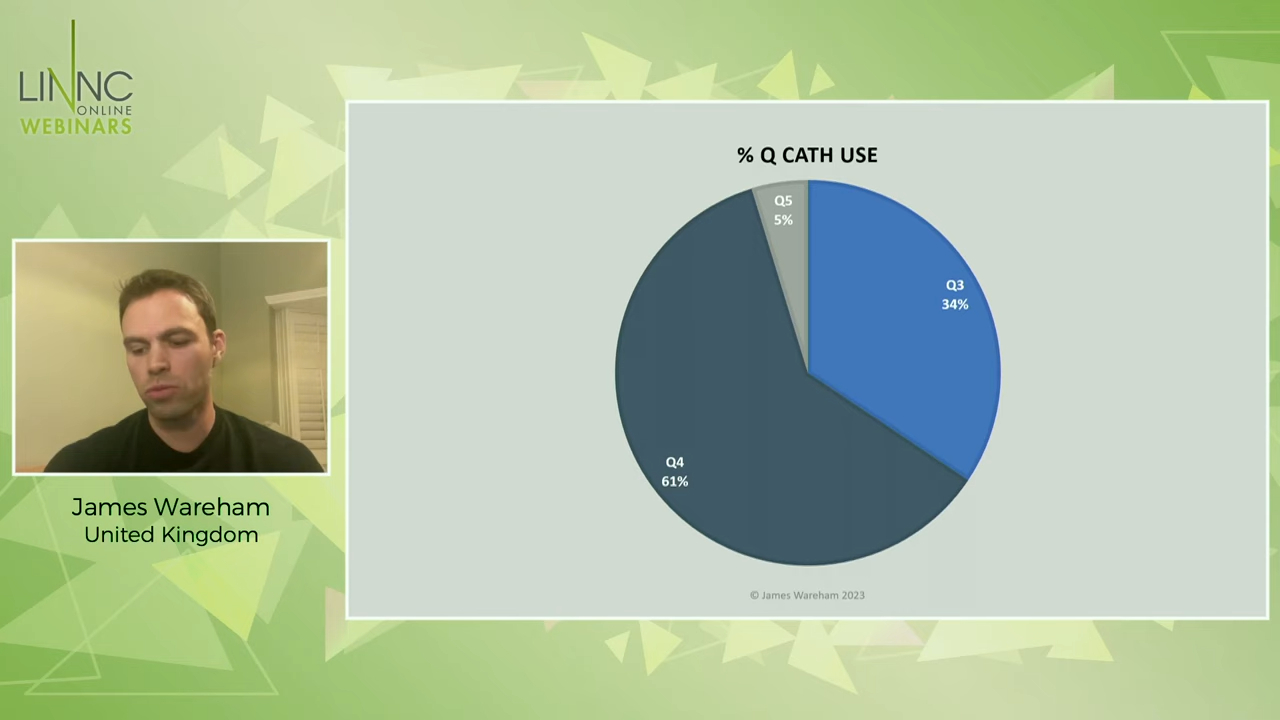 LINNC
ONLINE
WEBINARS
% Q CATH USE
Q5
5%
Q3
34%
Q4
61%
© James Wareham 2023
James Wareham
United Kingdom